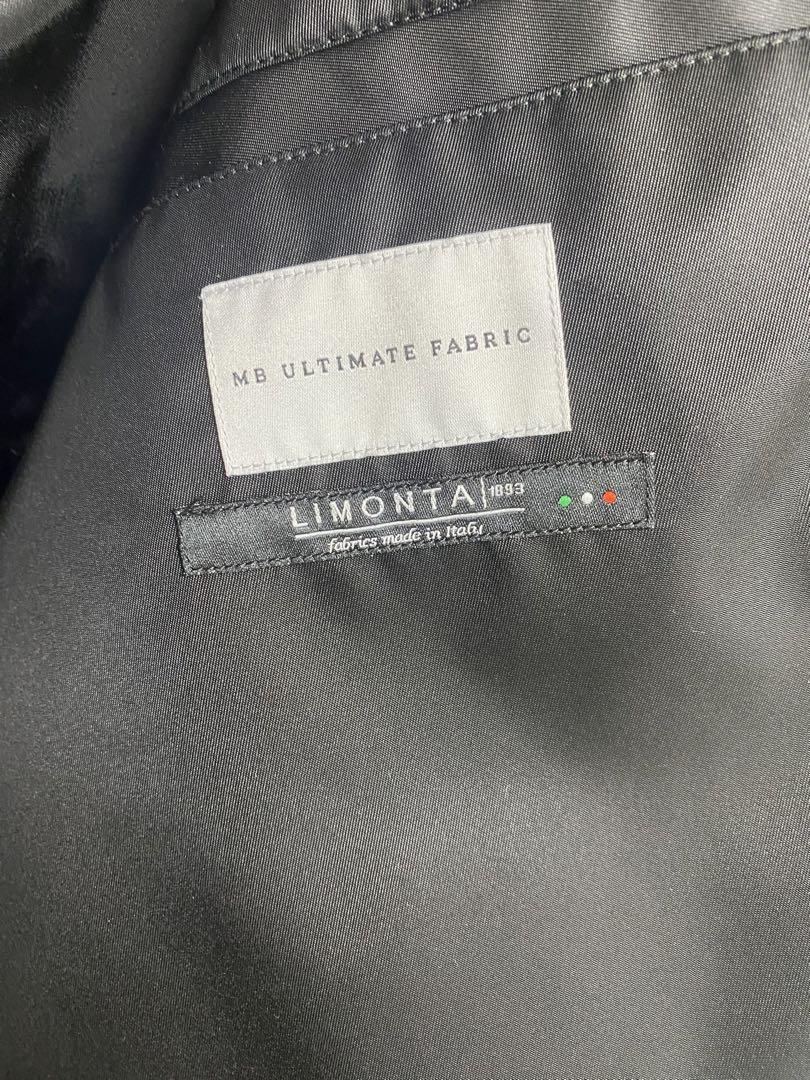 MB ULTIMATE FABRIC
LIMONTA|1893
fabrics made in Italy